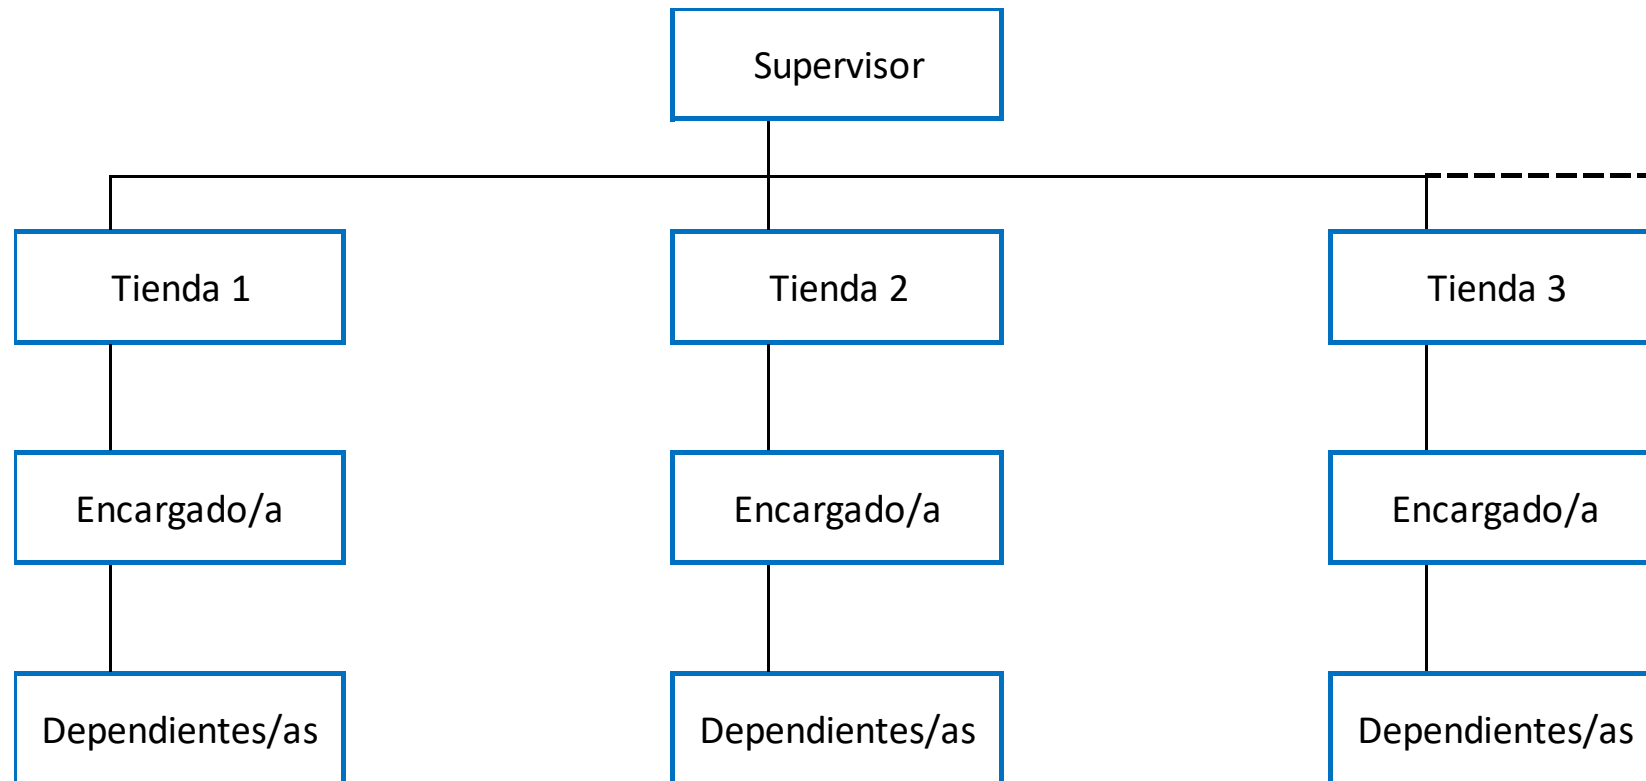 Supervisor
Tienda 1
Tienda 2
Tienda 3
Encargado/a
Encargado/a
Encargado/a
Dependientes/as
Dependientes/as
Dependientes/as